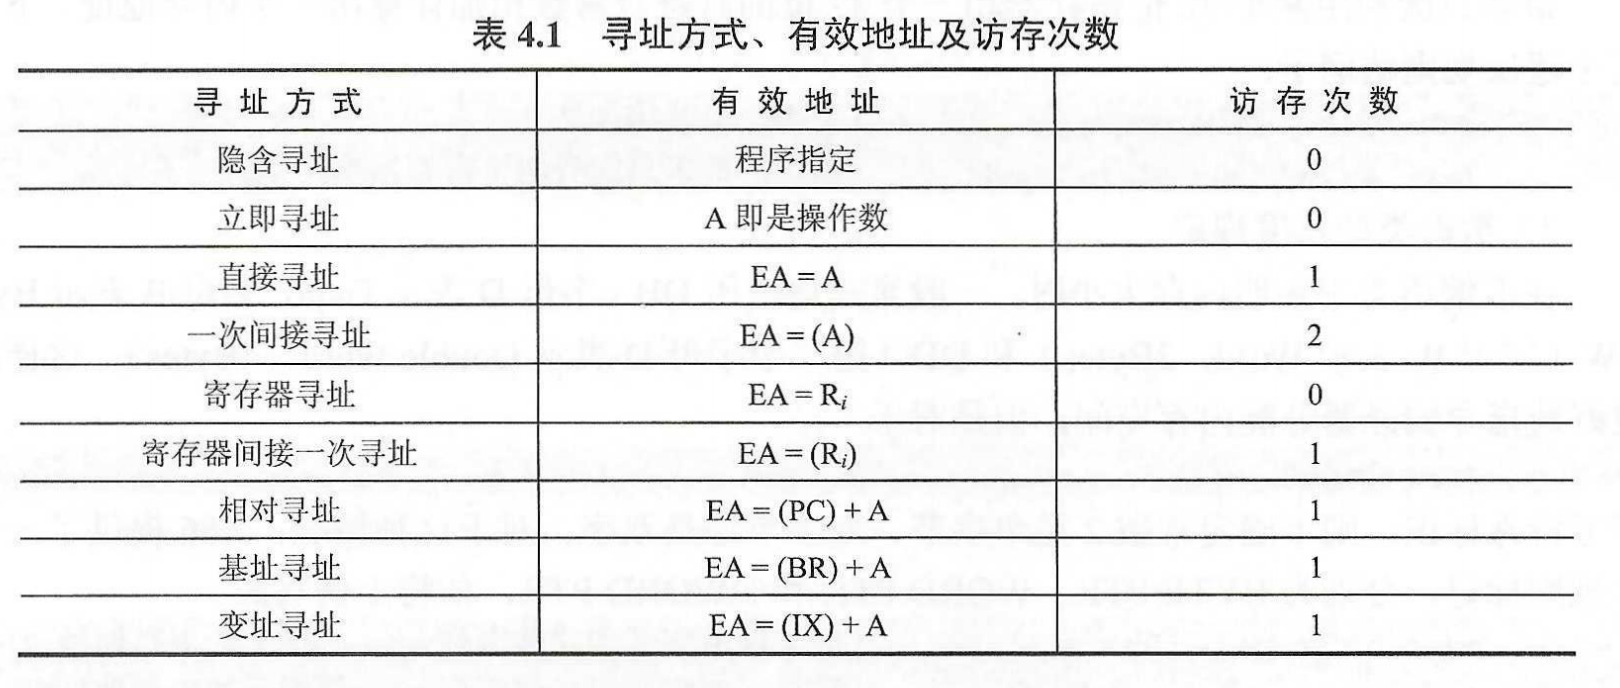 表 4.1 寻址方式、有效地址及访存次数
寻址方式 有效地址 访存次数
隐含寻址 程序指定 0
立即寻址 A 即是操作数 0
直接寻址 EA = A 1
一次间接寻址 EA = (A) 2
寄存器寻址 EA = Ri 0
寄存器间接一次寻址 EA = (Ri) 1
相对寻址 EA = (PC) + A 1
基址寻址 EA = (BR) + A 1
变址寻址 EA = (IX) + A 1